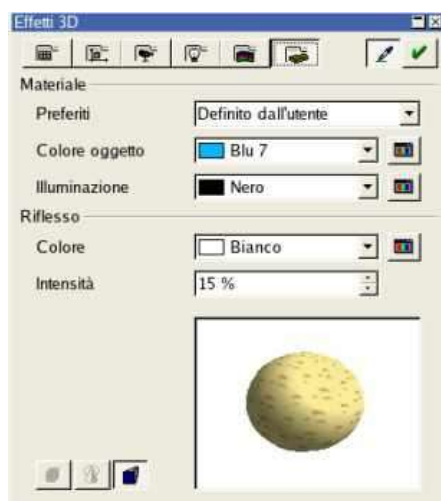 Effetti 3D
Materiale
Preferiti Definito dall'utente
Colore oggetto Blu 7
Illuminazione Nero
Riflesso
Colore Bianco
Intensità 15 %